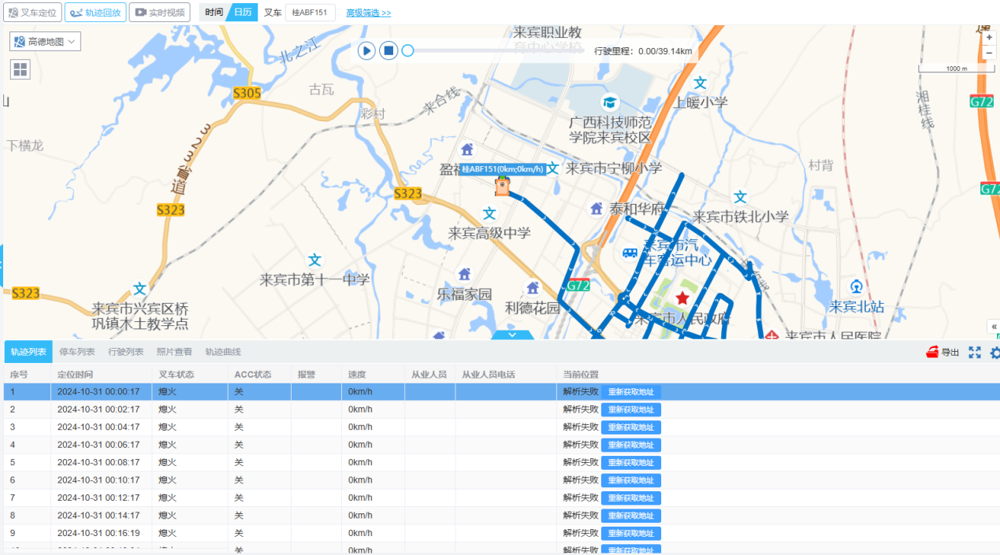 叉车定位 轨迹回放 实时视频 时间 日历 叉车 桂ABF151 高级筛选 >>
高德地图
行驶里程：0.00/39.14km
+
−
1000 m
来宾职业教
育中心学校
北之江
古瓦
S305
来合线
彩村
上暖小学
湘桂线
G72
广西科技师范
学院来宾校区
下横龙
323省道
桂ABF151(0km;0km/h)
来宾市宁柳小学
村背
S323
S323
G72
泰和华府
来宾市铁北小学
来宾高级中学
来宾市汽
车客运中心
来宾市第十一中学
G72
乐福家园
利德花园
S323
来宾市兴宾区桥
巩镇木土教学点
来宾北站
来宾市人民政府
«
来宾市人民医院
轨迹列表 停车列表 行驶列表 照片查看 轨迹曲线 导出
序号 定位时间 叉车状态 ACC状态 报警 速度 从业人员 从业人员电话 当前位置
1 2024-10-31 00:00:17 熄火 关 0km/h 解析失败 重新获取地址
2 2024-10-31 00:02:17 熄火 关 0km/h 解析失败 重新获取地址
3 2024-10-31 00:04:17 熄火 关 0km/h 解析失败 重新获取地址
4 2024-10-31 00:06:17 熄火 关 0km/h 解析失败 重新获取地址
5 2024-10-31 00:08:17 熄火 关 0km/h 解析失败 重新获取地址
6 2024-10-31 00:10:17 熄火 关 0km/h 解析失败 重新获取地址
7 2024-10-31 00:12:17 熄火 关 0km/h 解析失败 重新获取地址
8 2024-10-31 00:14:17 熄火 关 0km/h 解析失败 重新获取地址
9 2024-10-31 00:16:19 熄火 关 0km/h 解析失败 重新获取地址
关 0km/h 解析失败 重新获取地址